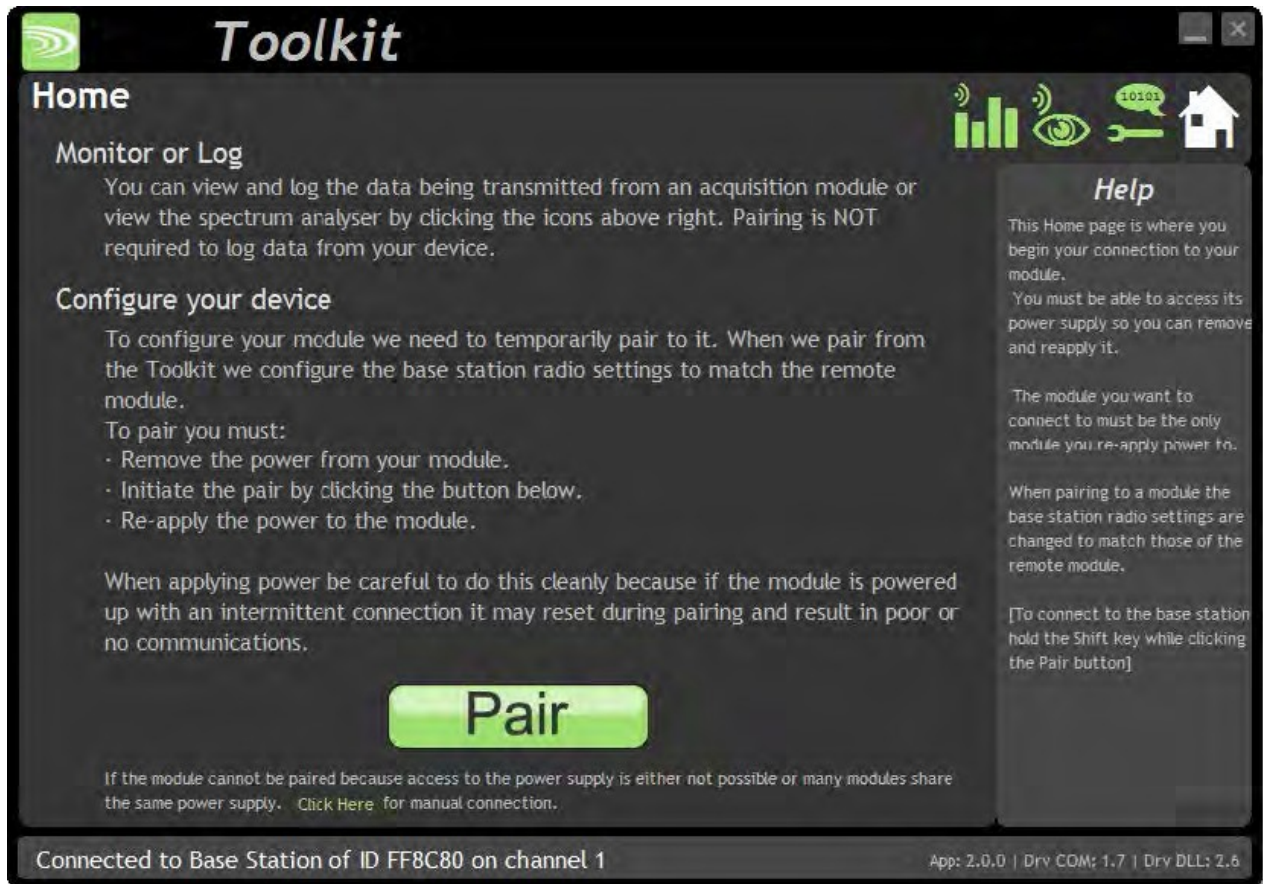 Toolkit
Home
10101
Monitor or Log
You can view and log the data being transmitted from an acquisition module or
view the spectrum analyser by clicking the icons above right. Pairing is NOT
required to log data from your device.
Configure your device
To configure your module we need to temporarily pair to it. When we pair from
the Toolkit we configure the base station radio settings to match the remote
module.
To pair you must:
· Remove the power from your module.
· Initiate the pair by clicking the button below.
· Re-apply the power to the module.
When applying power be careful to do this cleanly because if the module is powered
up with an intermittent connection it may reset during pairing and result in poor or
no communications.
Pair
If the module cannot be paired because access to the power supply is either not possible or many modules share
the same power supply. Click Here for manual connection.
Help
This Home page is where you
begin your connection to your
module.
You must be able to access its
power supply so you can remove
and reapply it.
The module you want to
connect to must be the only
module you re-apply power to.
When pairing to a module the
base station radio settings are
changed to match those of the
remote module.
[To connect to the base station
hold the Shift key while clicking
the Pair button]
Connected to Base Station of ID FF8C80 on channel 1
App: 2.0.0 | Drv COM: 1.7 | Drv DLL: 2.6